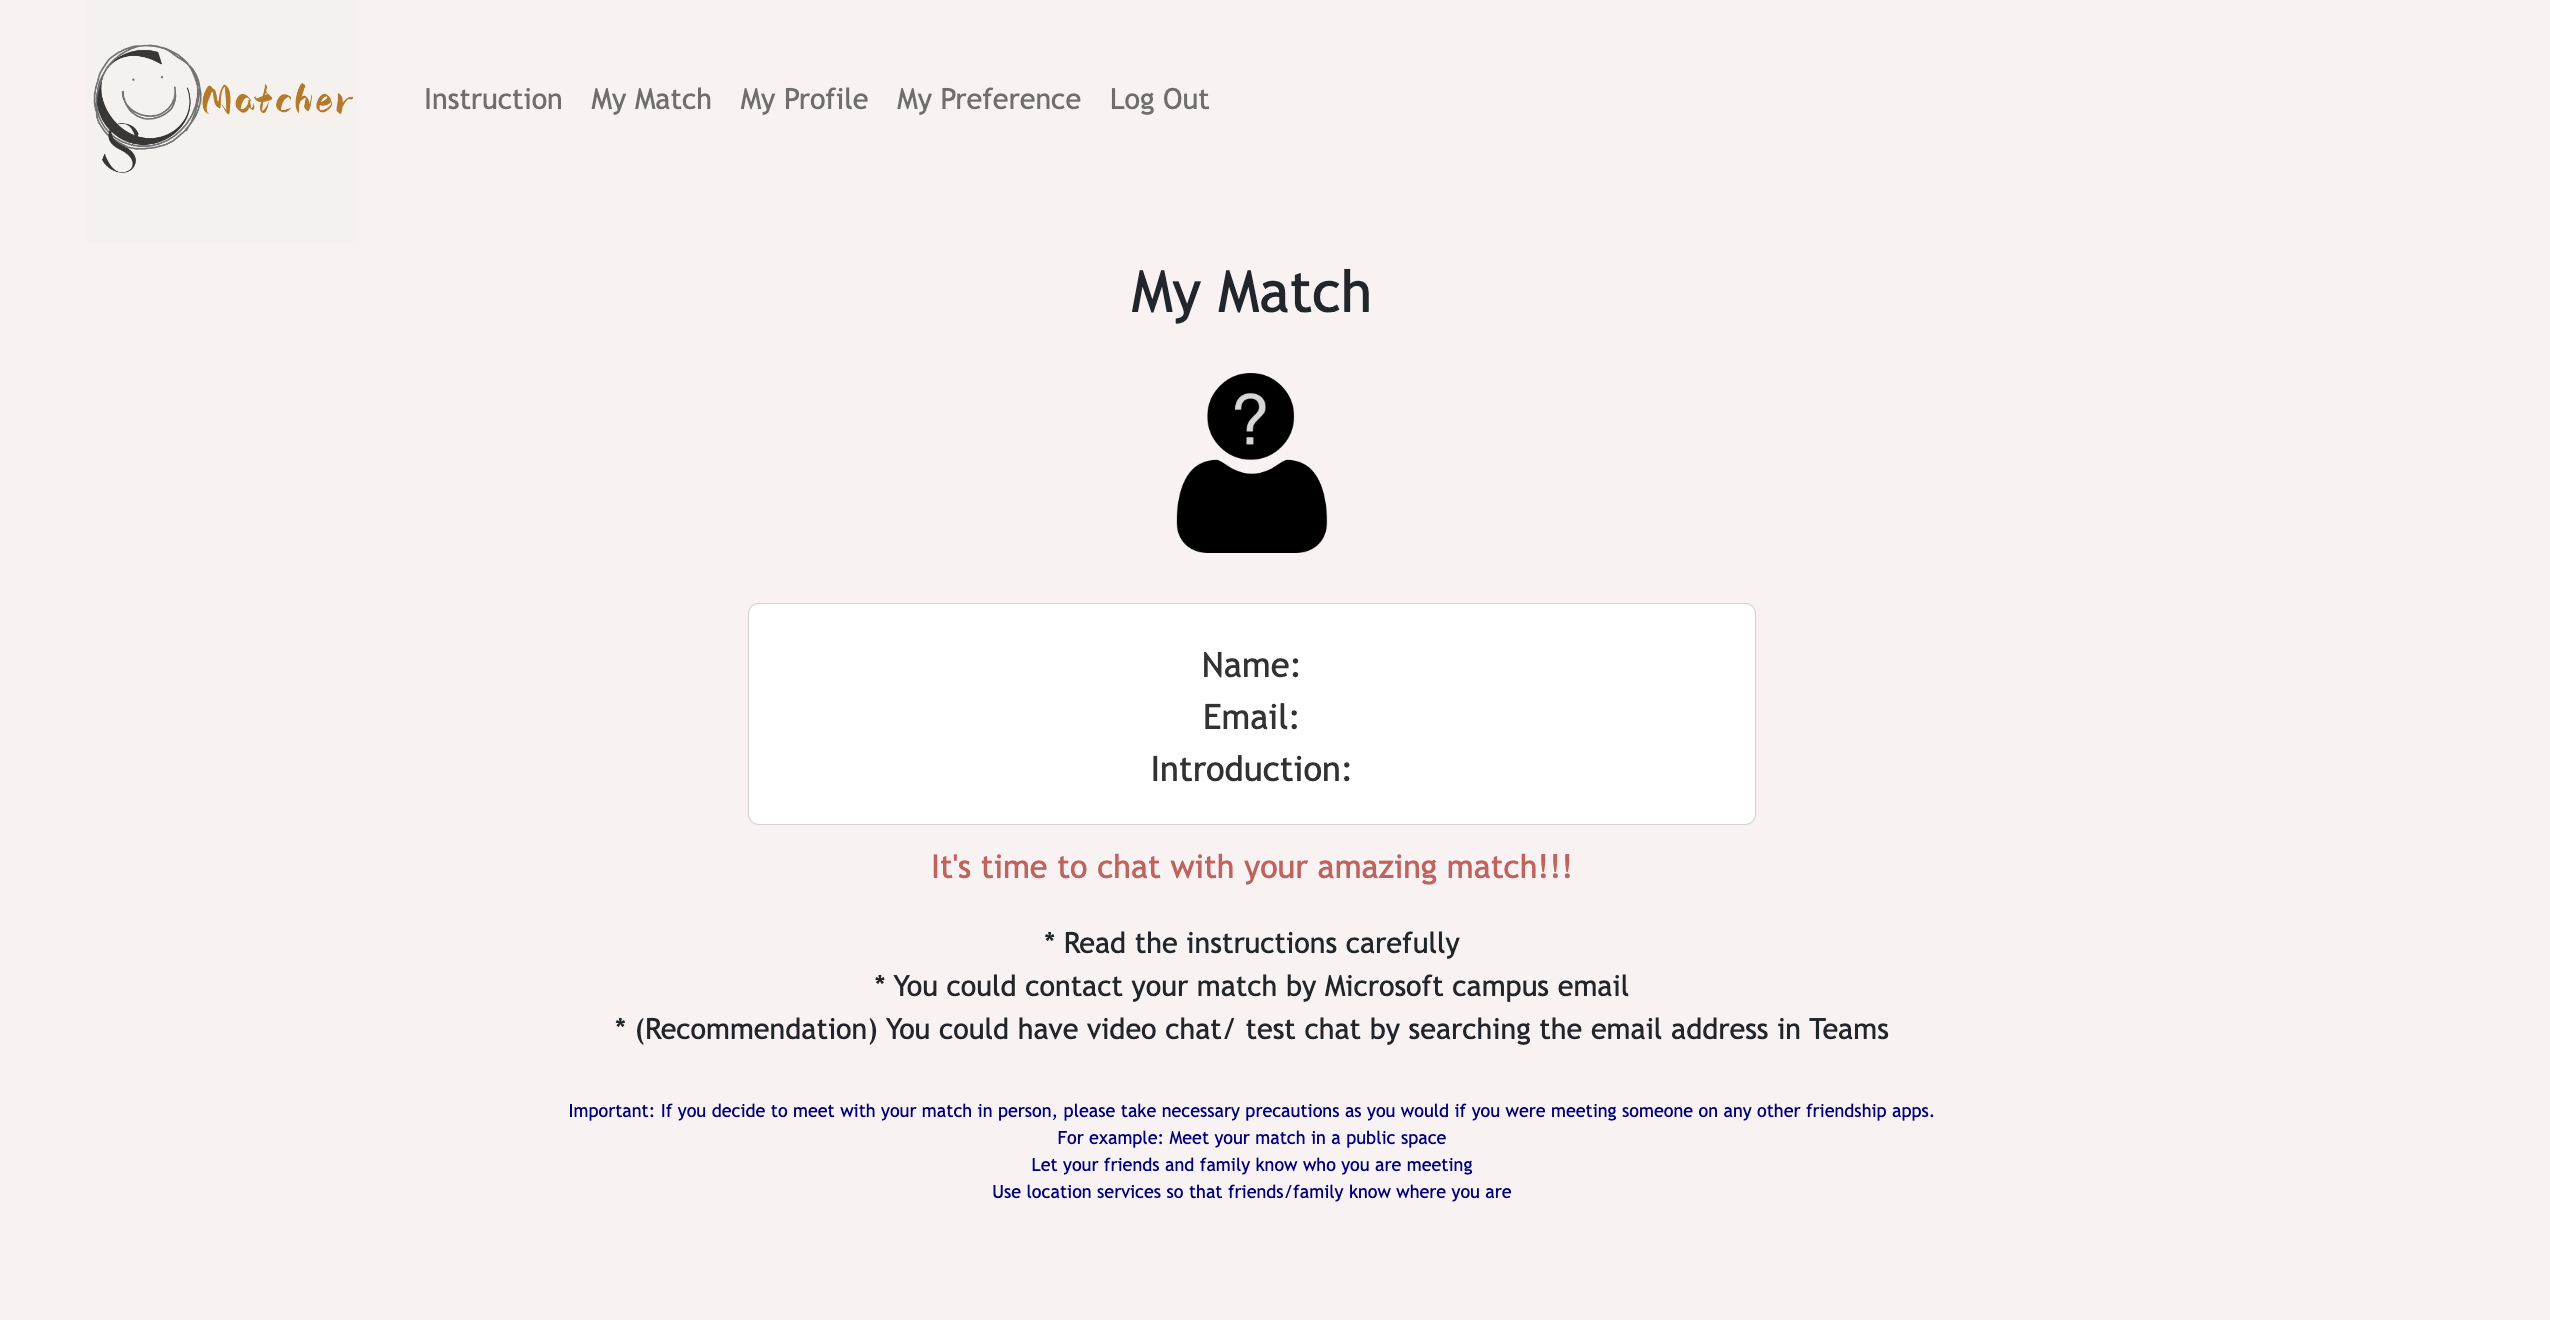 Matcher
Instruction My Match My Profile My Preference Log Out
My Match
?
Name:
Email:
Introduction:
It's time to chat with your amazing match!!!
* Read the instructions carefully
* You could contact your match by Microsoft campus email
* (Recommendation) You could have video chat/ test chat by searching the email address in Teams
Important: If you decide to meet with your match in person, please take necessary precautions as you would if you were meeting someone on any other friendship apps.
For example: Meet your match in a public space
Let your friends and family know who you are meeting
Use location services so that friends/family know where you are